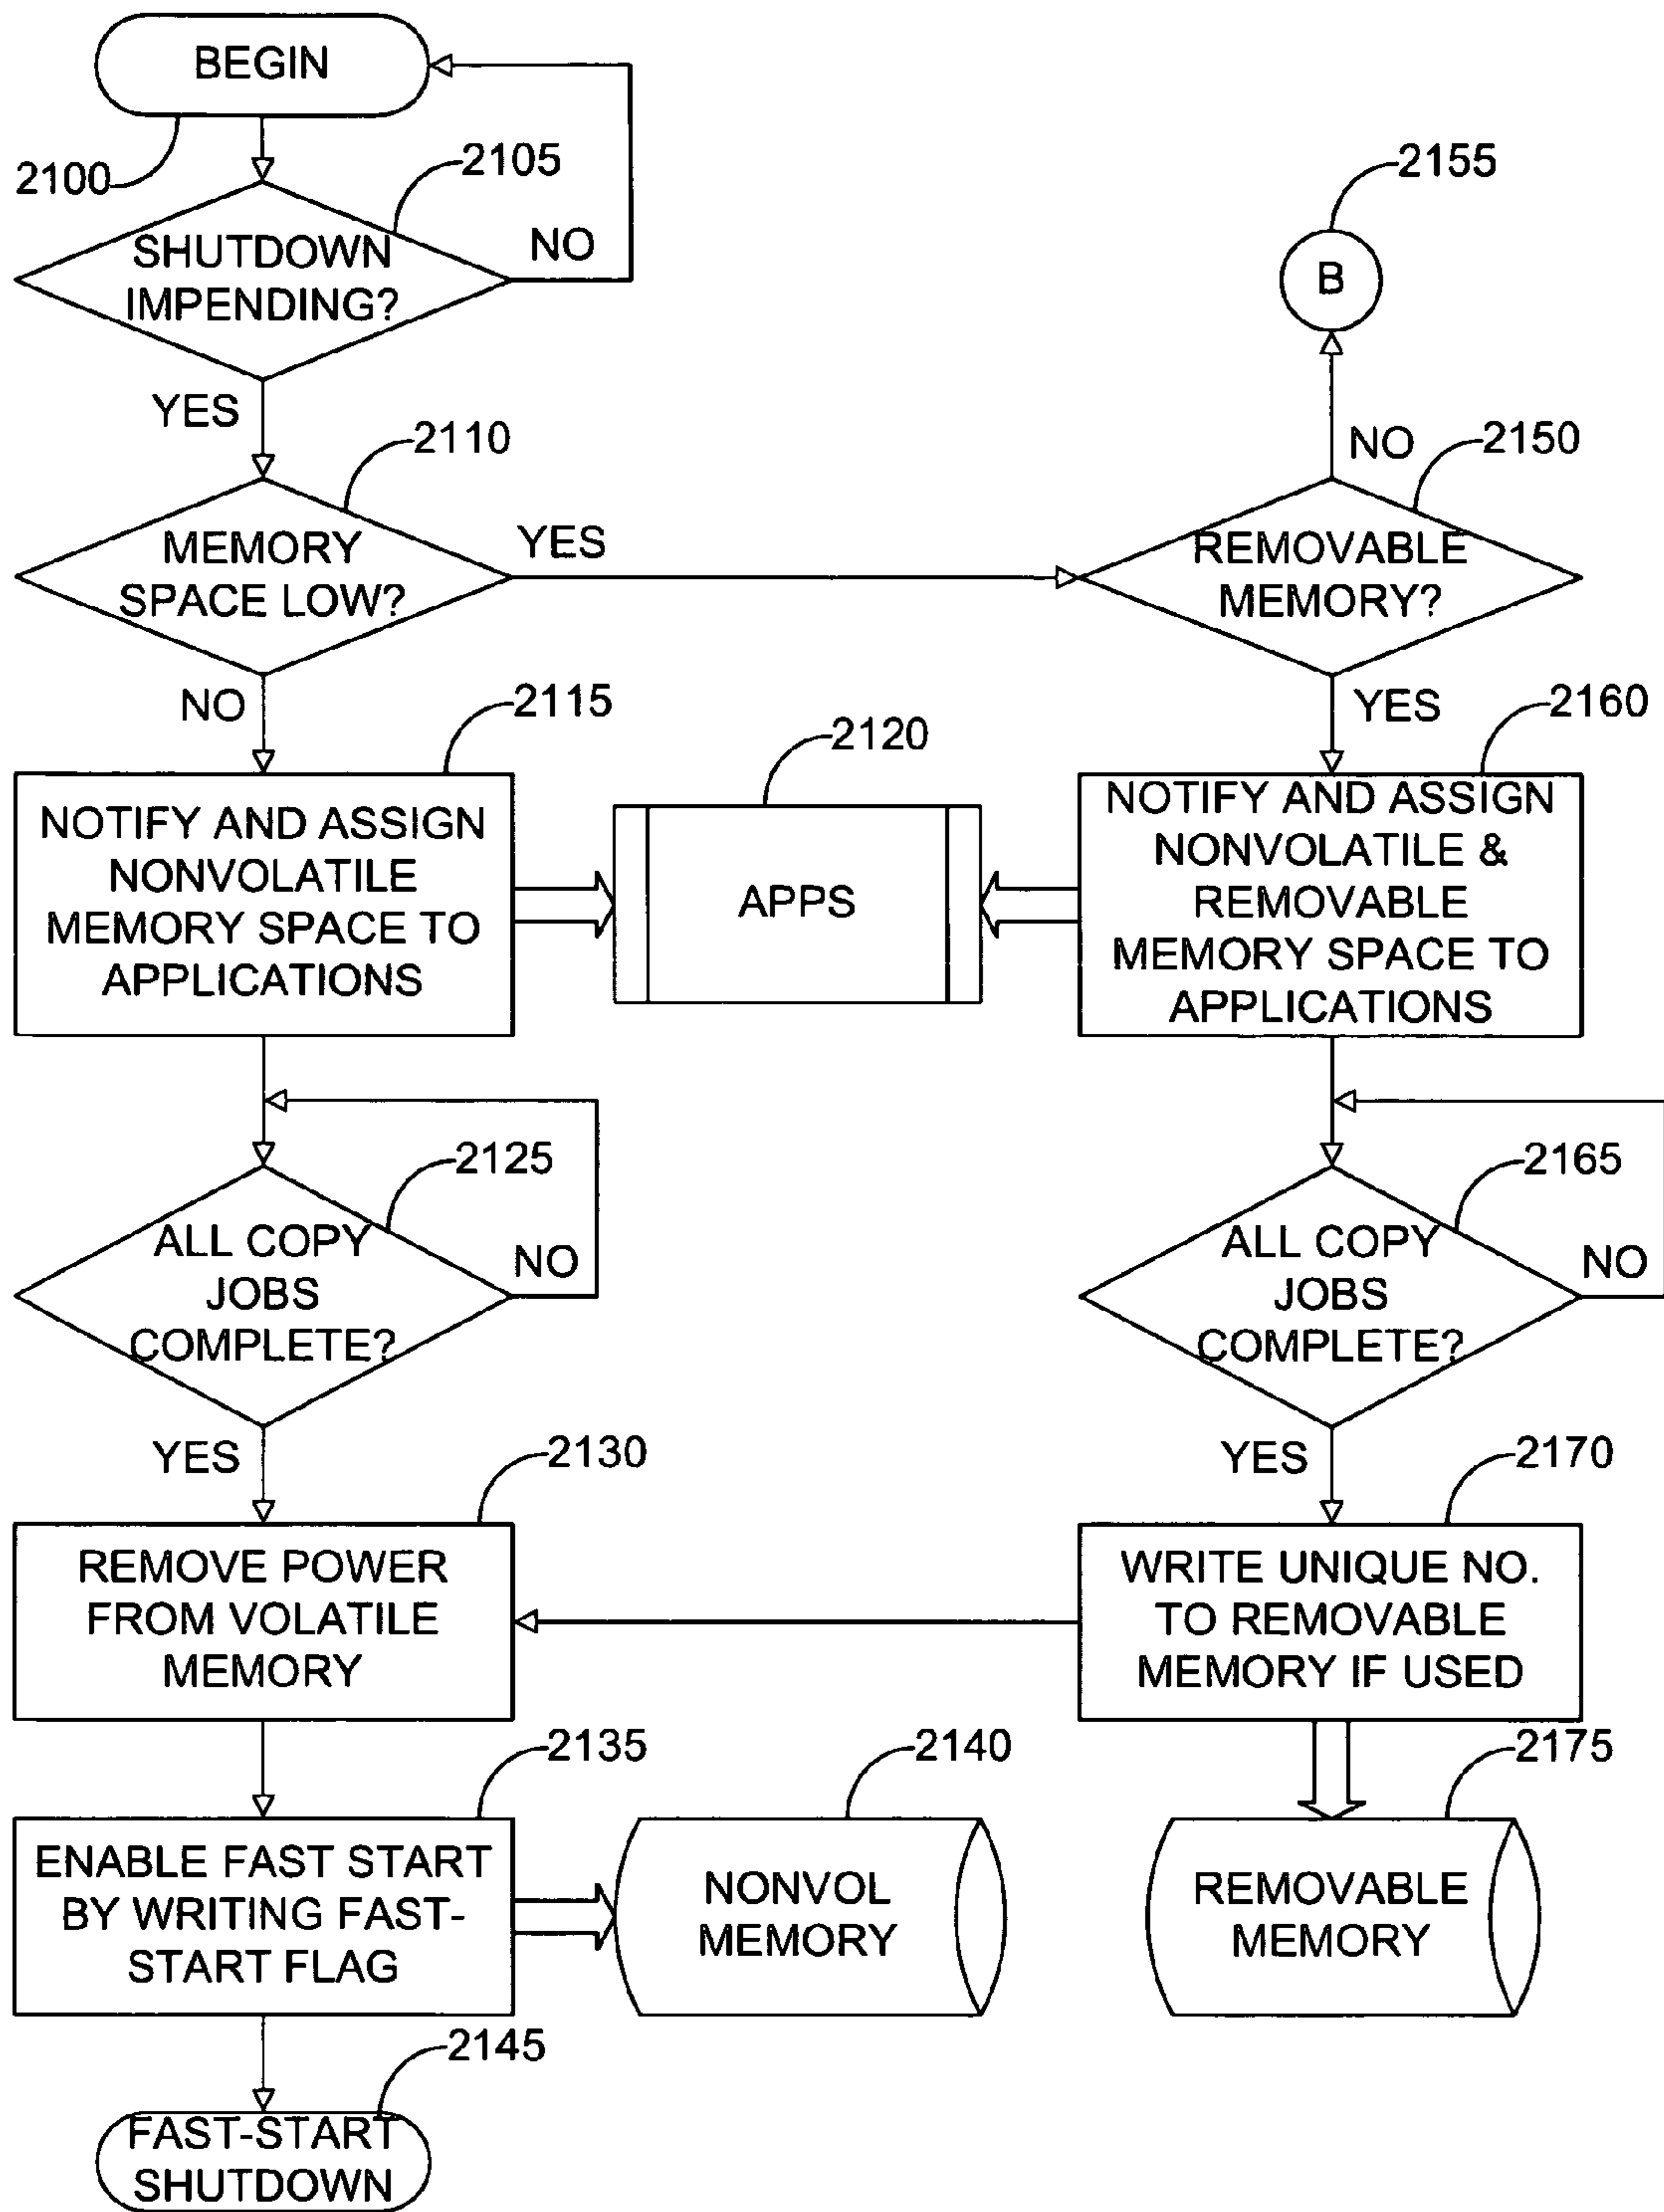 BEGIN
2100
2105
SHUTDOWN
IMPENDING?
NO
YES
2155
B
2110
MEMORY
SPACE LOW?
YES
NO
NO
2150
REMOVABLE
MEMORY?
YES
2115
NOTIFY AND ASSIGN
NONVOLATILE
MEMORY SPACE TO
APPLICATIONS
2120
APPS
2160
NOTIFY AND ASSIGN
NONVOLATILE &
REMOVABLE
MEMORY SPACE TO
APPLICATIONS
2125
ALL COPY
JOBS
COMPLETE?
NO
YES
2165
ALL COPY
JOBS
COMPLETE?
NO
YES
2130
REMOVE POWER
FROM VOLATILE
MEMORY
2170
WRITE UNIQUE NO.
TO REMOVABLE
MEMORY IF USED
2135
ENABLE FAST START
BY WRITING FAST-
START FLAG
2140
NONVOL
MEMORY
2175
REMOVABLE
MEMORY
2145
FAST-START
SHUTDOWN